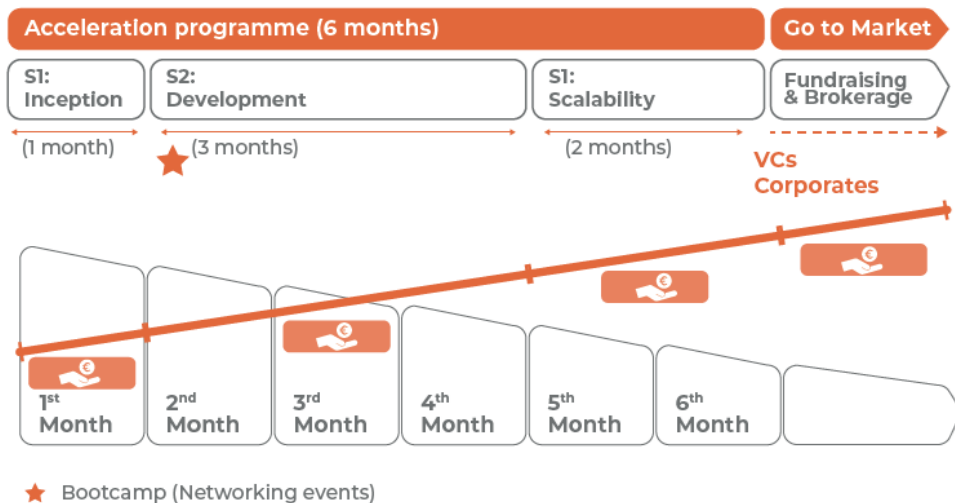 Acceleration programme (6 months)
Go to Market
S1:
Inception
S2:
Development
S1:
Scalability
Fundraising
& Brokerage
(1 month)
(3 months)
(2 months)
VCs
Corporates
€
€
€
€
1st
Month
2nd
Month
3rd
Month
4th
Month
5th
Month
6th
Month
Bootcamp (Networking events)